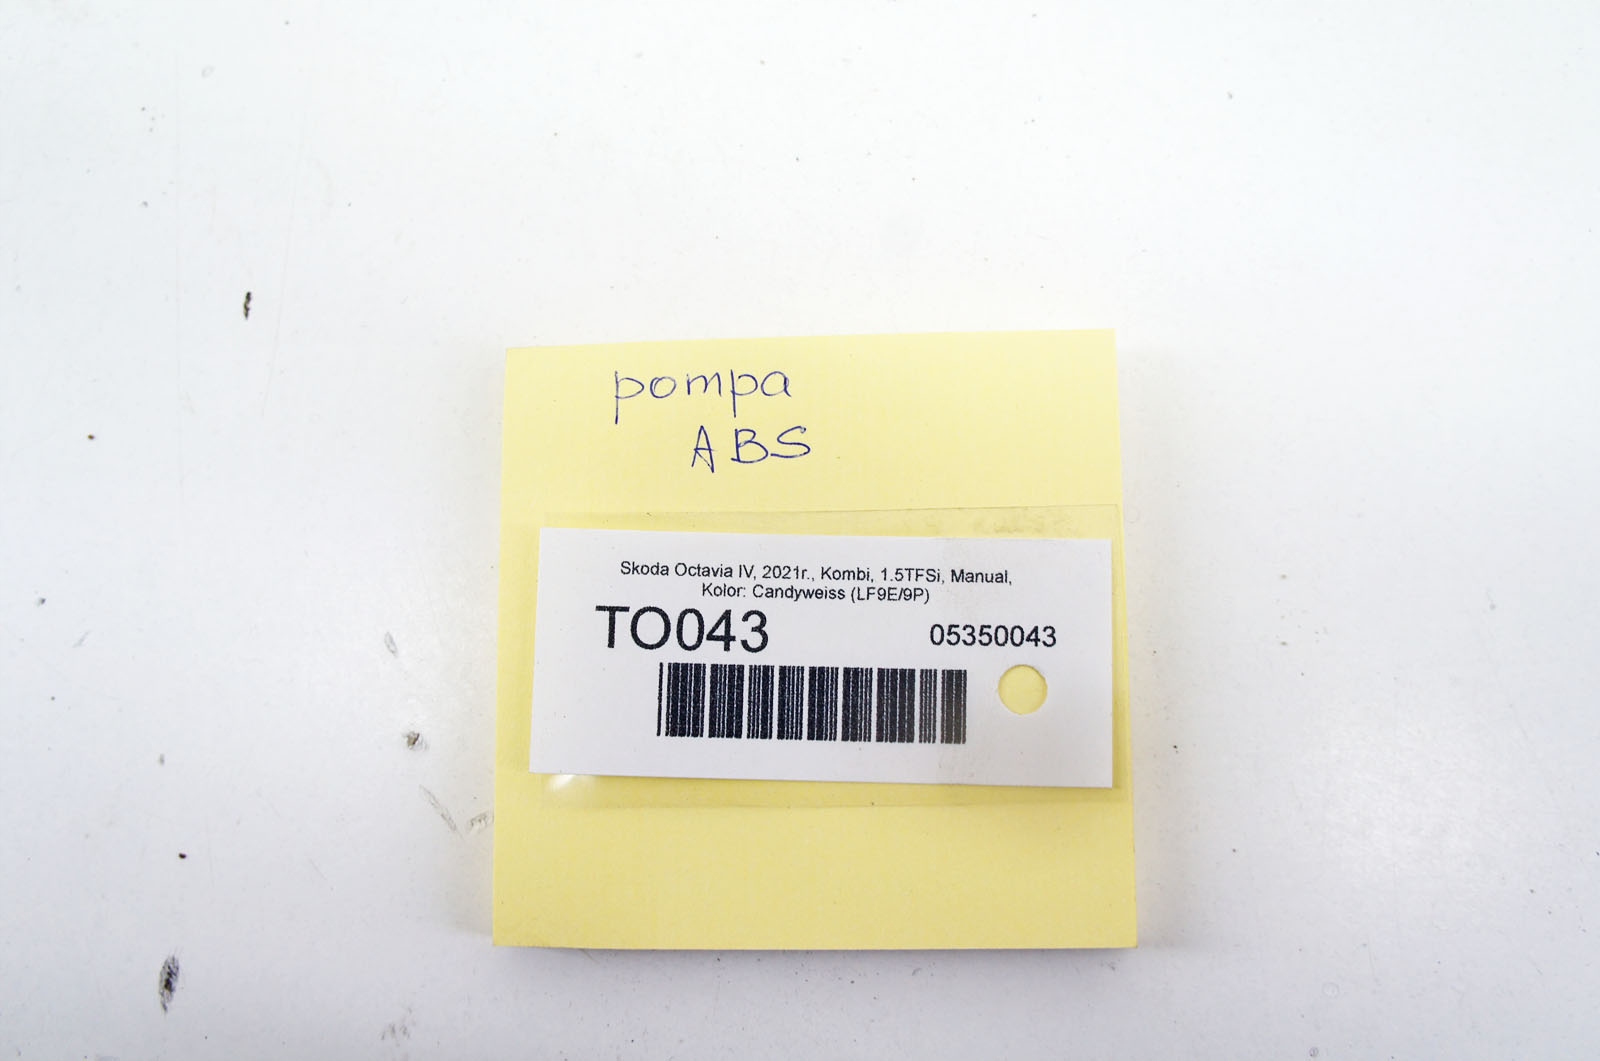 pompa
ABS
Skoda Octavia IV, 2021r., Kombi, 1.5TFSi, Manual,
Kolor: Candyweiss (LF9E/9P)
TO043 05350043